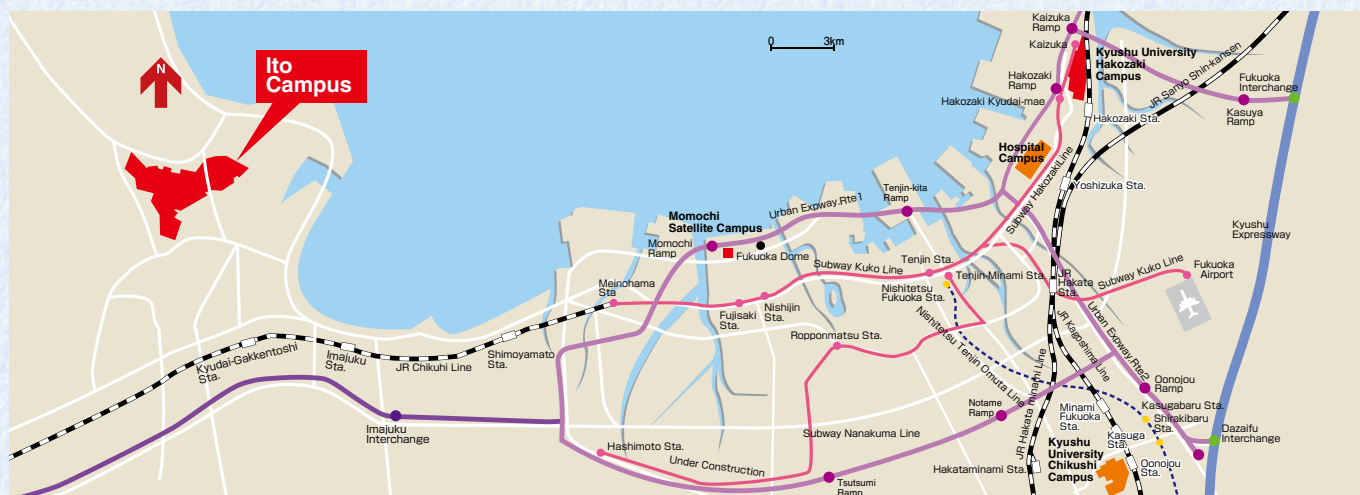 N
Ito
Campus
0 3km
Kaizuka
Ramp
Kaizuka
Kyushu University
Hakozaki
Campus
JR Sanyo Shin-kansen
Hakozaki
Ramp
Fukuoka
Interchange
Hakozaki Kyudai-mae
Kasuya
Ramp
Hakozaki Sta.
Hospital
Campus
Subway HakozakiLine
Yoshizuka Sta.
Tenjin-kita
Ramp
Urban Expway.Rte1
Momochi
Satellite Campus
Momochi
Ramp
Fukuoka Dome
Kyushu
Expressway
Subway Kuko Line
Tenjin Sta.
Tenjin-Minami Sta.
JR
Hakata
Sta.
Subway Kuko Line
Fukuoka
Airport
Meinohama
Sta
Nishitetsu
Fukuoka Sta.
Fujisaki
Sta.
Nishijin
Sta.
Nishitetsu Tenjin Omuta Line
JR Kagoshima Line
Urban Expway.Rte2
Ropponmatsu Sta.
Kyudai-Gakkentoshi
Sta.
Imajuku
Sta.
JR Chikuhi Line
Shimoyamato
Sta.
JR Hakata minami Line
Oonojou
Ramp
Notame
Ramp
Minami
Fukuoka
Sta.
Kasugabaru Sta.
Shirakibaru
Sta.
Imajuku
Interchange
Subway Nanakuma Line
Kasuga
Sta.
Dazaifu
Interchange
Hashimoto Sta.
Under Construction
Kyushu
University
Chikushi
Campus
Hakataminami Sta.
Oonojou
Sta.
Tsutsumi
Ramp